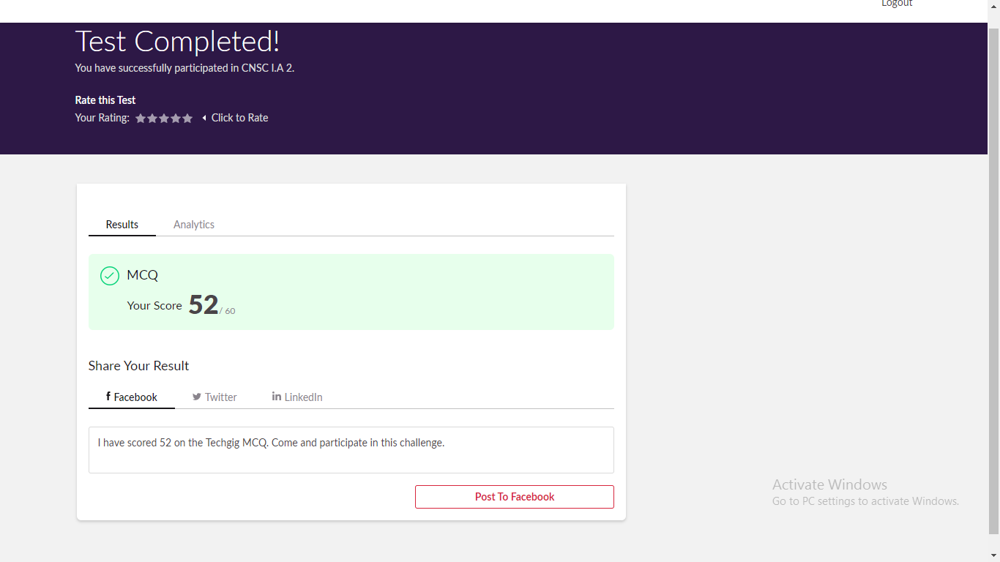 Logout
Test Completed!
You have successfully participated in CNSC I.A 2.
Rate this Test
Your Rating: Click to Rate
Results Analytics
MCQ
Your Score 52 / 60
Share Your Result
Facebook Twitter LinkedIn
I have scored 52 on the Techgig MCQ. Come and participate in this challenge.
Post To Facebook
Activate Windows
Go to PC settings to activate Windows.